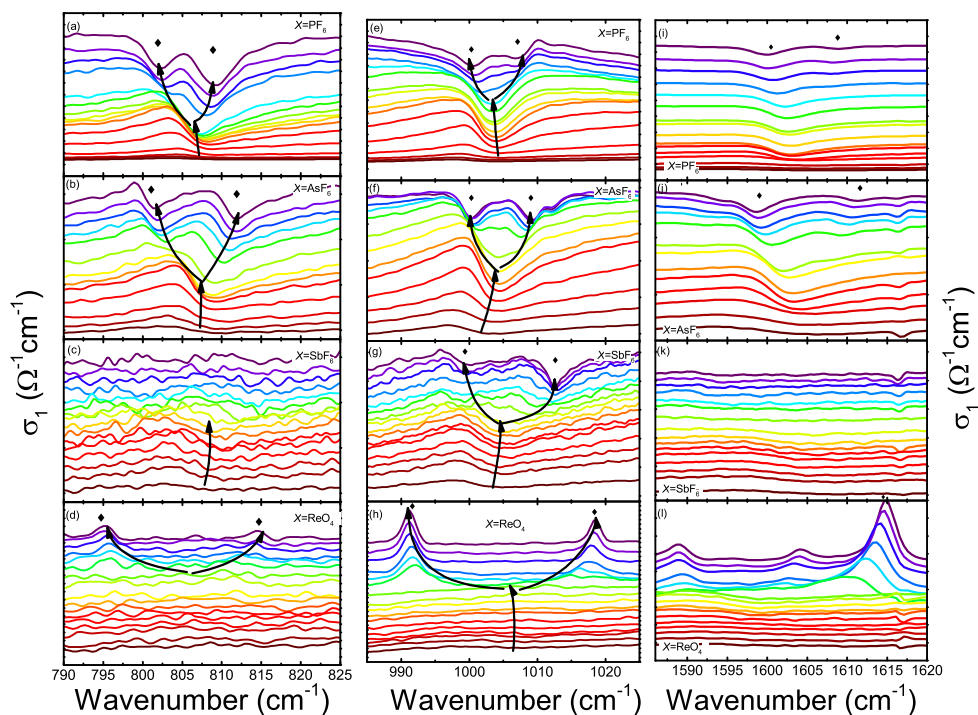 (a) X=PF6
(e) X=PF6
(i) X=PF6
(b) X=AsF6
(f) X=AsF6
(j) X=AsF6
(c) X=SbF6
(g) X=SbF6
(k) X=SbF6
(d) X=ReO4
(h) X=ReO4
(l) X=ReO4
σ1 (Ω-1cm-1)
σ1 (Ω-1cm-1)
790 795 800 805 810 815 820 825
990 1000 1010 1020
1590 1595 1600 1605 1610 1615 1620
Wavenumber (cm-1)
Wavenumber (cm-1)
Wavenumber (cm-1)